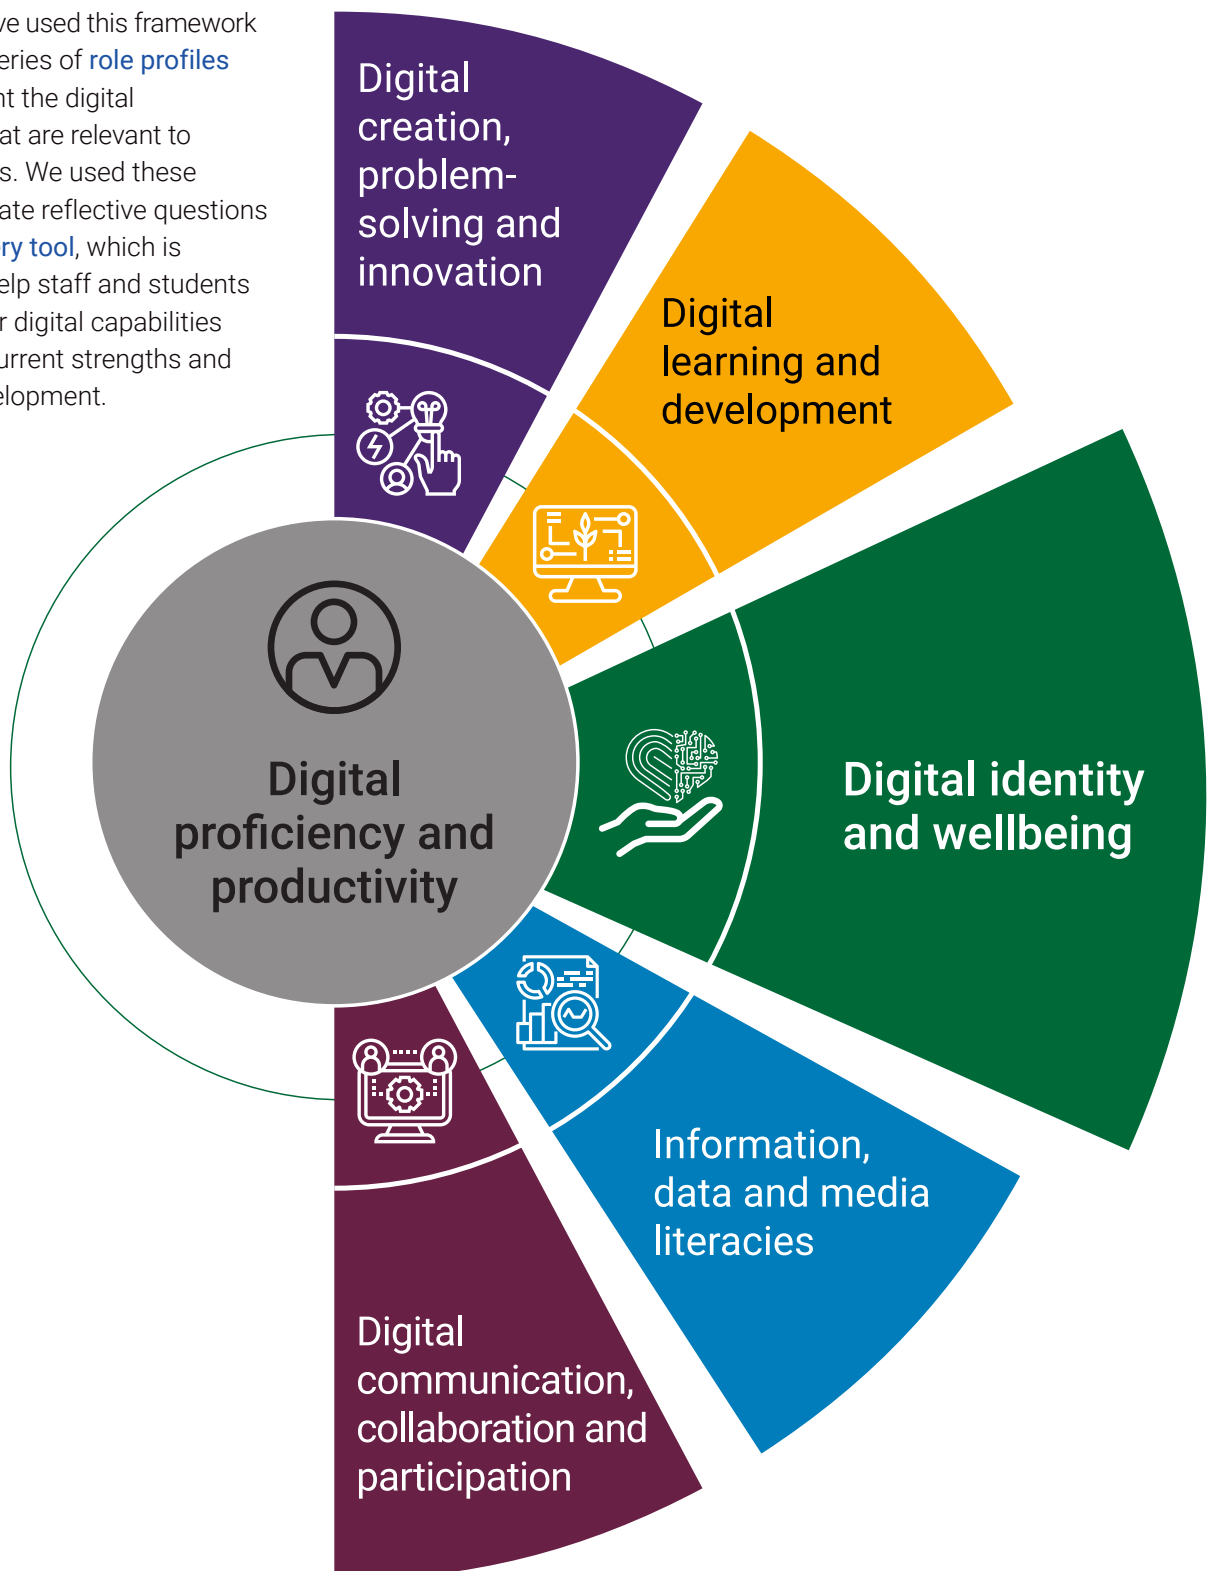 ve used this framework
eries of role profiles
nt the digital
at are relevant to
s. We used these
ate reflective questions
ry tool, which is
elp staff and students
r digital capabilities
urrent strengths and
elopment.
Digital
creation,
problem-
solving and
innovation
Digital
learning and
development
Digital identity
and wellbeing
Digital
proficiency and
productivity
Information,
data and media
literacies
Digital
communication,
collaboration and
participation